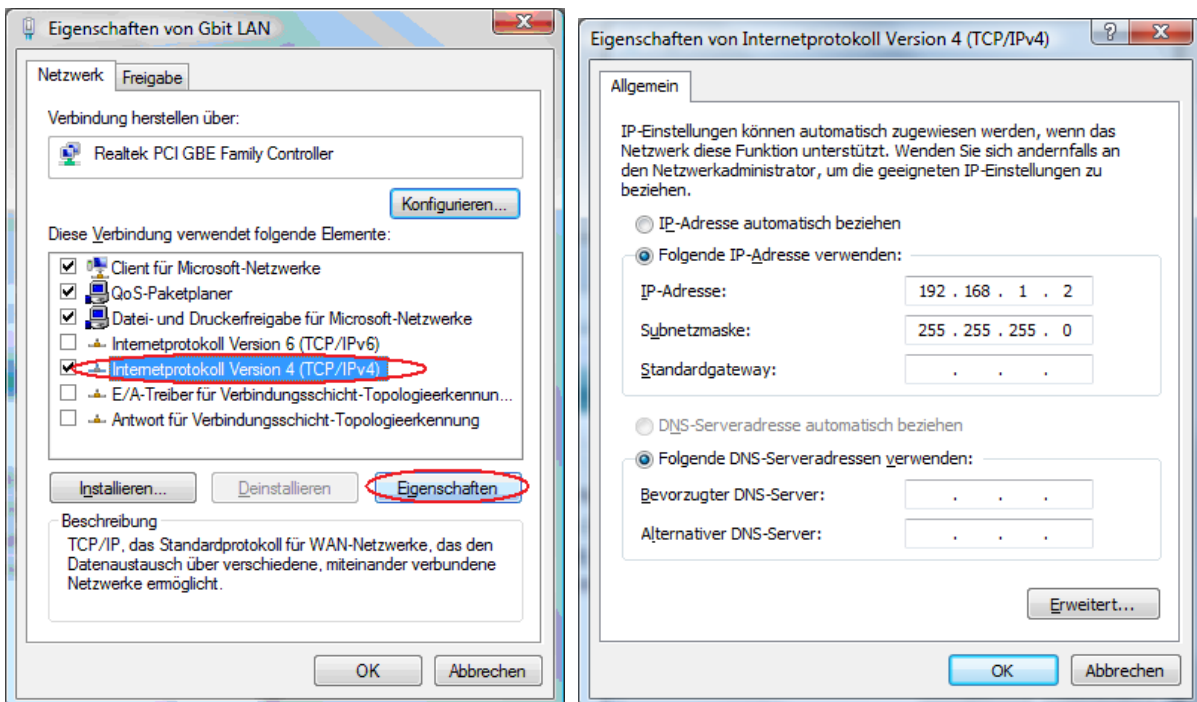 Eigenschaften von Gbit LAN
Netzwerk
Freigabe
Verbindung herstellen über:
Realtek PCI GBE Family Controller
Konfigurieren...
Diese Verbindung verwendet folgende Elemente:
Client für Microsoft-Netzwerke
QoS-Paketplaner
Datei- und Druckerfreigabe für Microsoft-Netzwerke
Internetprotokoll Version 6 (TCP/IPv6)
Internetprotokoll Version 4 (TCP/IPv4)
E/A-Treiber für Verbindungsschicht-Topologieerkennun...
Antwort für Verbindungsschicht-Topologieerkennung
Installieren...
Deinstallieren
Eigenschaften
Beschreibung
TCP/IP, das Standardprotokoll für WAN-Netzwerke, das den
Datenaustausch über verschiedene, miteinander verbundene
Netzwerke ermöglicht.
OK
Abbrechen
Eigenschaften von Internetprotokoll Version 4 (TCP/IPv4)
Allgemein
IP-Einstellungen können automatisch zugewiesen werden, wenn das
Netzwerk diese Funktion unterstützt. Wenden Sie sich andernfalls an
den Netzwerkadministrator, um die geeigneten IP-Einstellungen zu
beziehen.
IP-Adresse automatisch beziehen
Folgende IP-Adresse verwenden:
IP-Adresse: 192 . 168 . 1 . 2
Subnetzmaske: 255 . 255 . 255 . 0
Standardgateway: . . .
DNS-Serveradresse automatisch beziehen
Folgende DNS-Serveradressen verwenden:
Bevorzugter DNS-Server: . . .
Alternativer DNS-Server: . . .
Erweitert...
OK
Abbrechen